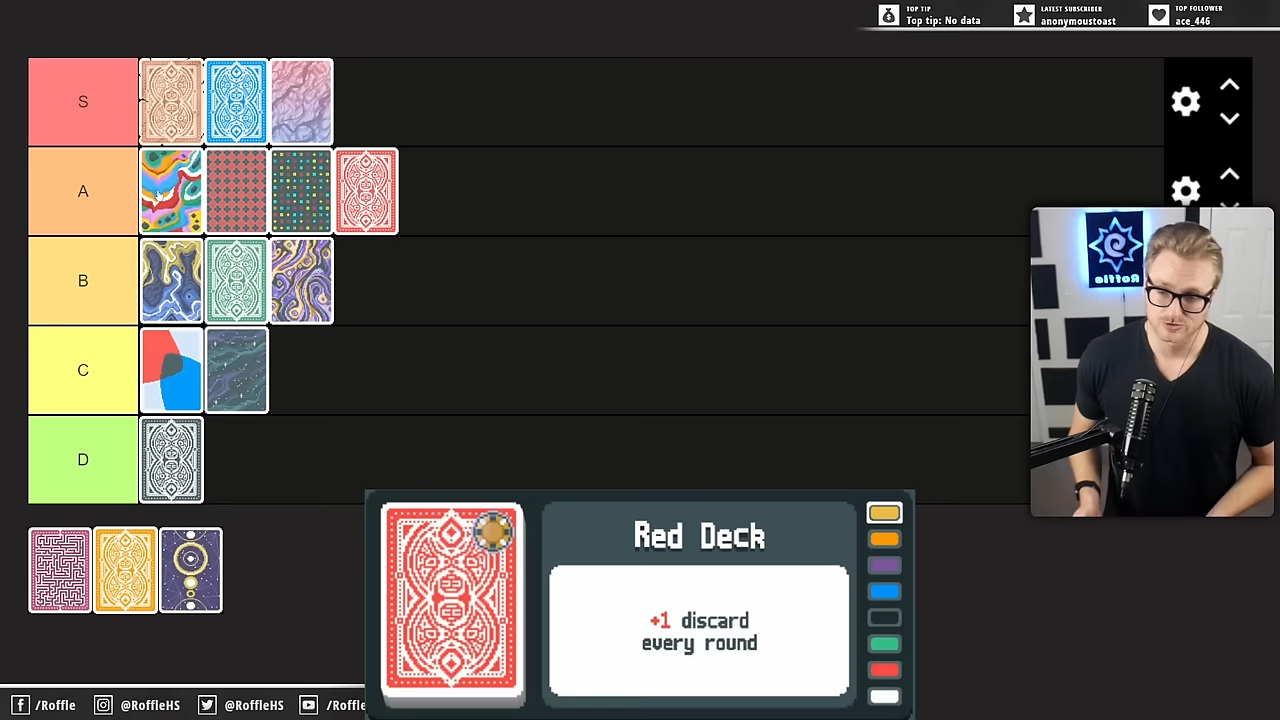 TOP TIP
Top tip: No data
LATEST SUBSCRIBER
anonymoustoast
TOP FOLLOWER
ace_446
S
A
B
C
D
Roffle
Red Deck
+1 discard
every round
/Roffle
@RoffleHS
@RoffleHS
/Roffle